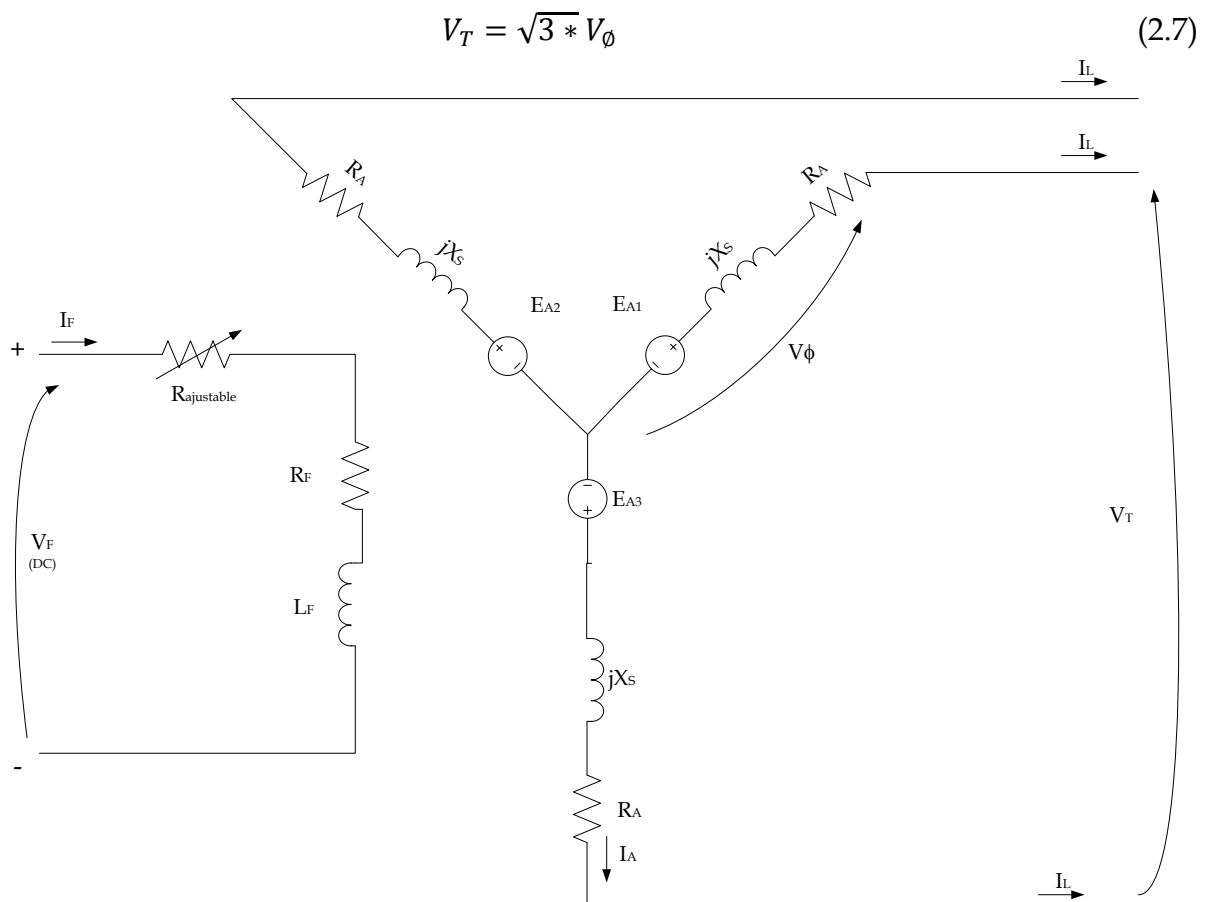 V_T = √3 * V_∅ (2.7)
I_L
I_L
R_A
R_A
jX_S
jX_S
E_A2
E_A1
I_F
+
+
+
-
-
Vϕ
R_ajustable
R_F
-
E_A3
+
V_F
(DC)
V_T
L_F
jX_S
-
R_A
I_A
I_L